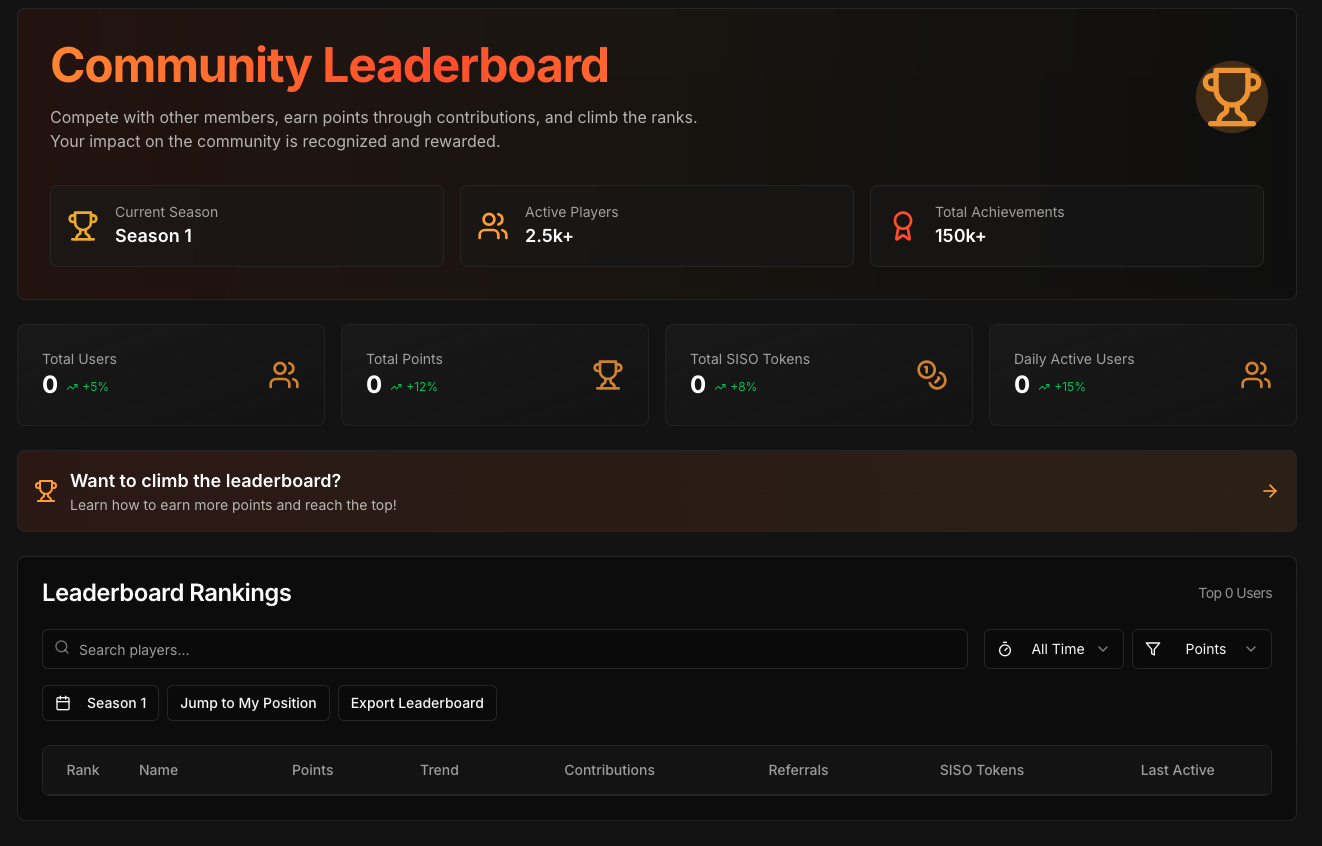 Community Leaderboard
Compete with other members, earn points through contributions, and climb the ranks.
Your impact on the community is recognized and rewarded.
Current Season
Season 1
Active Players
2.5k+
Total Achievements
150k+
Total Users
0 +5%
Total Points
0 +12%
Total SISO Tokens
0 +8%
Daily Active Users
0 +15%
Want to climb the leaderboard?
Learn how to earn more points and reach the top!
Leaderboard Rankings
Top 0 Users
Search players...
All Time
Points
Season 1
Jump to My Position
Export Leaderboard
Rank Name Points Trend Contributions Referrals SISO Tokens Last Active